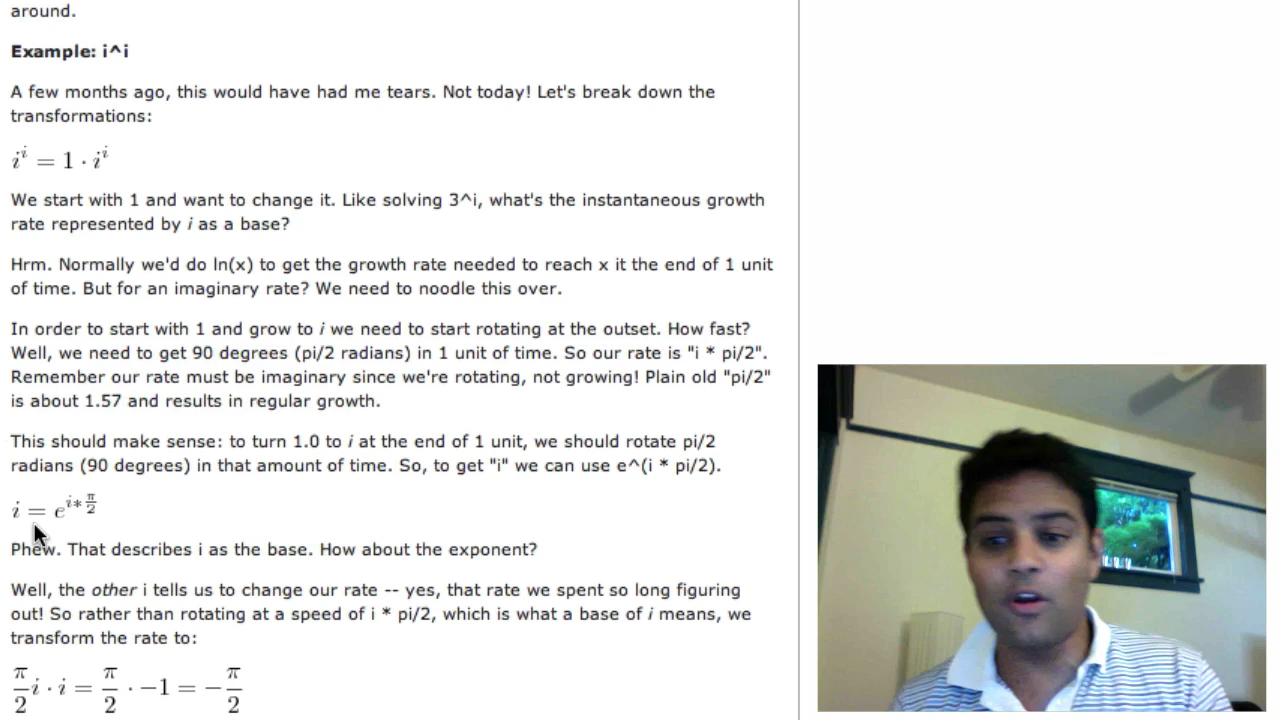 around.
Example: i^i
A few months ago, this would have had me tears. Not today! Let's break down the
transformations:
i^i = 1 · i^i
We start with 1 and want to change it. Like solving 3^i, what's the instantaneous growth
rate represented by i as a base?
Hrm. Normally we'd do ln(x) to get the growth rate needed to reach x it the end of 1 unit
of time. But for an imaginary rate? We need to noodle this over.
In order to start with 1 and grow to i we need to start rotating at the outset. How fast?
Well, we need to get 90 degrees (pi/2 radians) in 1 unit of time. So our rate is "i * pi/2".
Remember our rate must be imaginary since we're rotating, not growing! Plain old "pi/2"
is about 1.57 and results in regular growth.
This should make sense: to turn 1.0 to i at the end of 1 unit, we should rotate pi/2
radians (90 degrees) in that amount of time. So, to get "i" we can use e^(i * pi/2).
i = e^{i*\frac{π}{2}}
Phew. That describes i as the base. How about the exponent?
Well, the other i tells us to change our rate -- yes, that rate we spent so long figuring
out! So rather than rotating at a speed of i * pi/2, which is what a base of i means, we
transform the rate to:
\frac{π}{2}i · i = \frac{π}{2} · −1 = −\frac{π}{2}